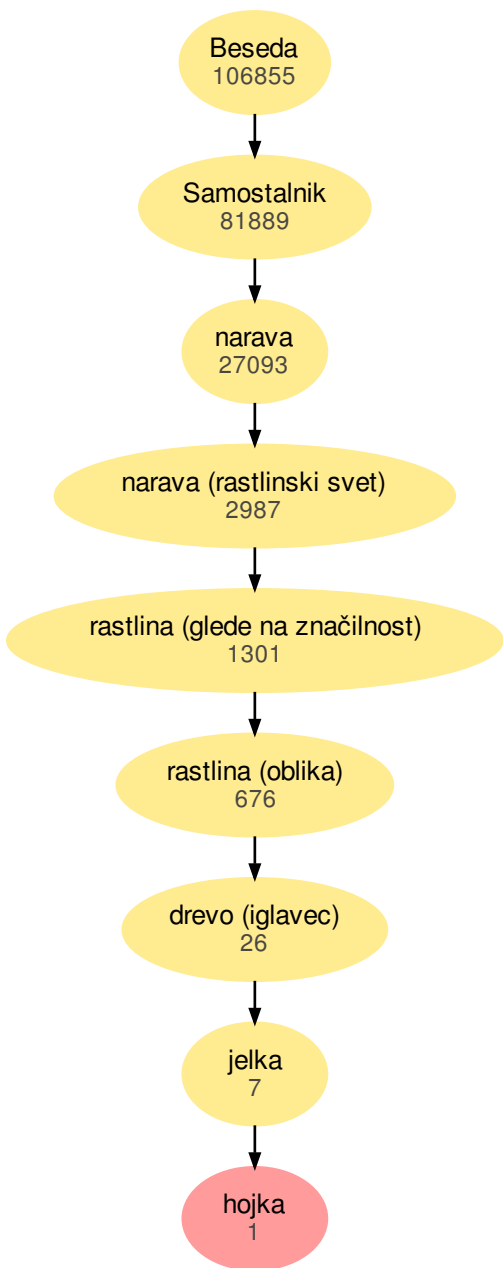 Beseda
106855
Samostalnik
81889
narava
27093
narava (rastlinski svet)
2987
rastlina (glede na značilnost)
1301
rastlina (oblika)
676
drevo (iglavec)
26
jelka
7
hojka
1